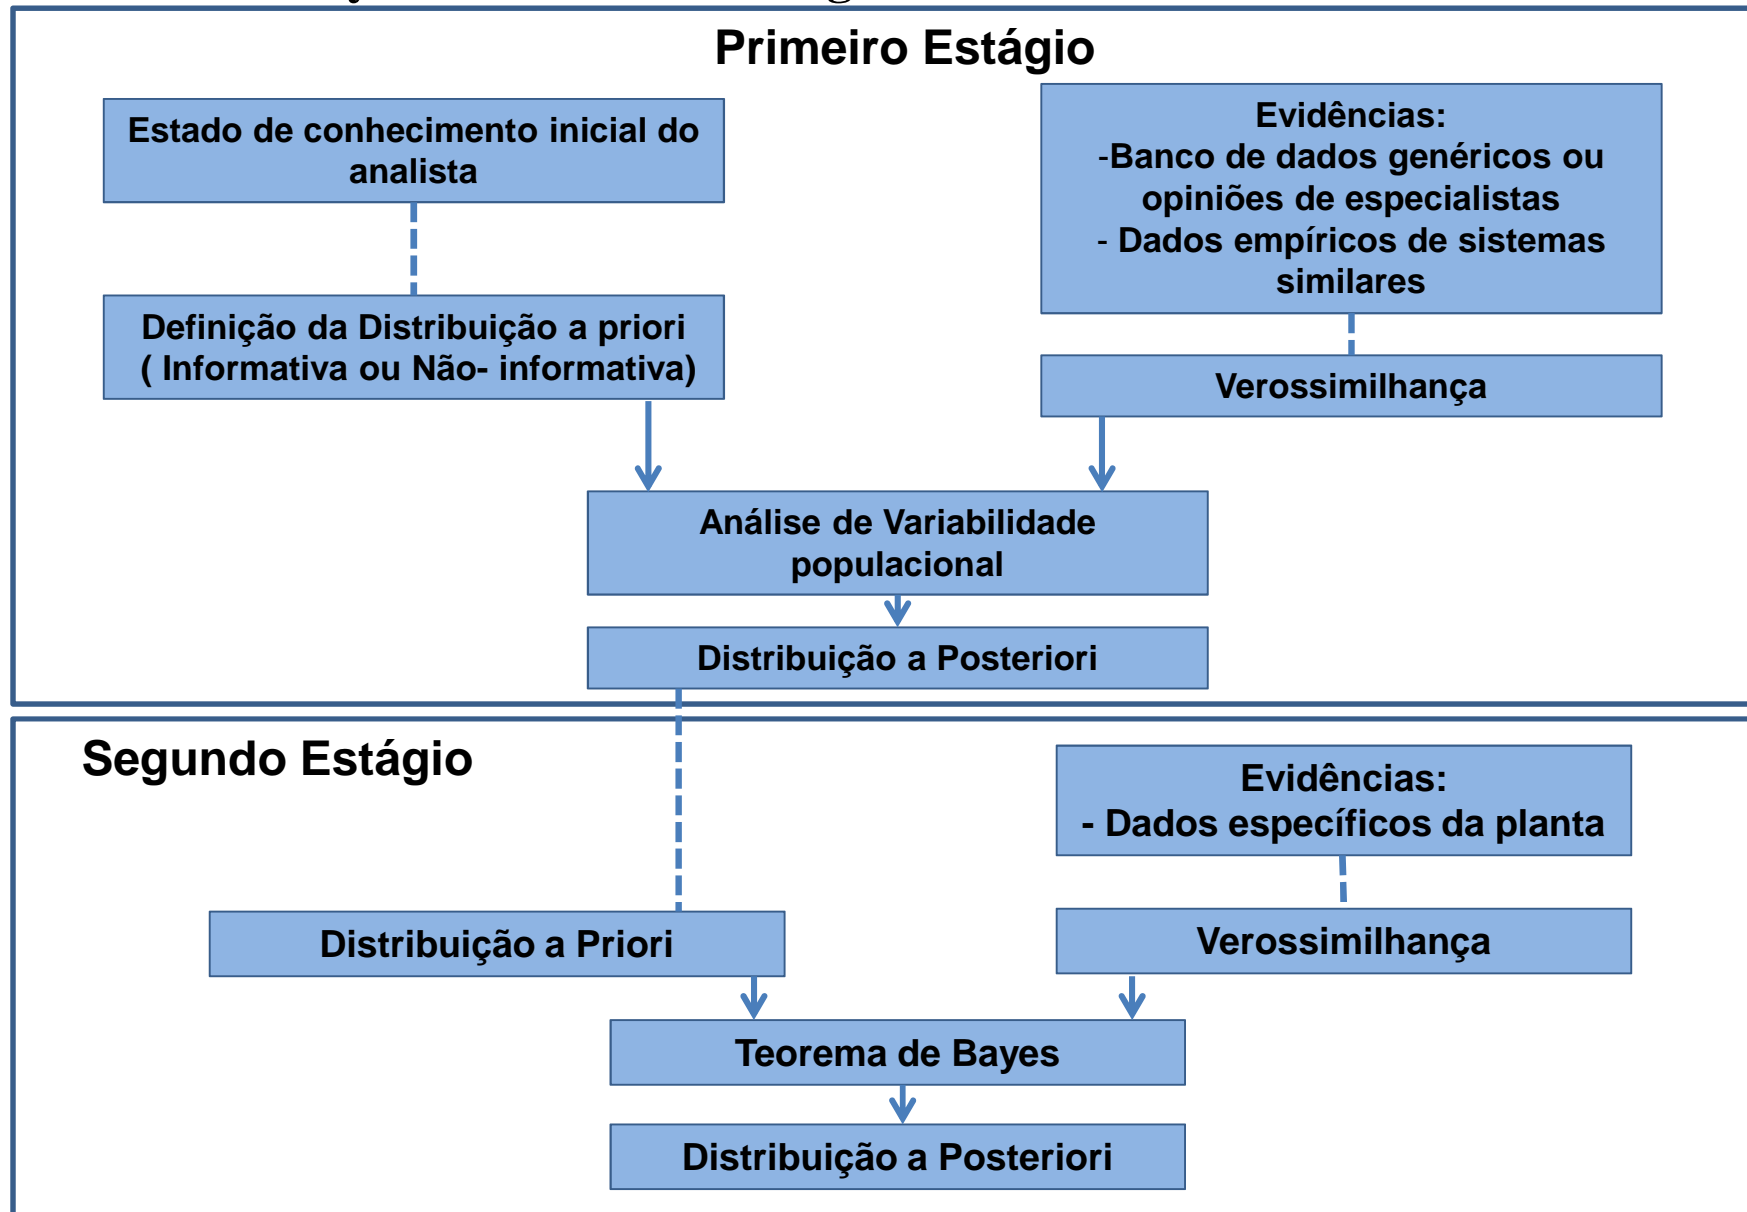 Primeiro Estágio
Estado de conhecimento inicial do
analista
Evidências:
-Banco de dados genéricos ou
opiniões de especialistas
- Dados empíricos de sistemas
similares
Definição da Distribuição a priori
( Informativa ou Não- informativa)
Verossimilhança
Análise de Variabilidade
populacional
Distribuição a Posteriori
Segundo Estágio
Evidências:
- Dados específicos da planta
Distribuição a Priori
Verossimilhança
Teorema de Bayes
Distribuição a Posteriori